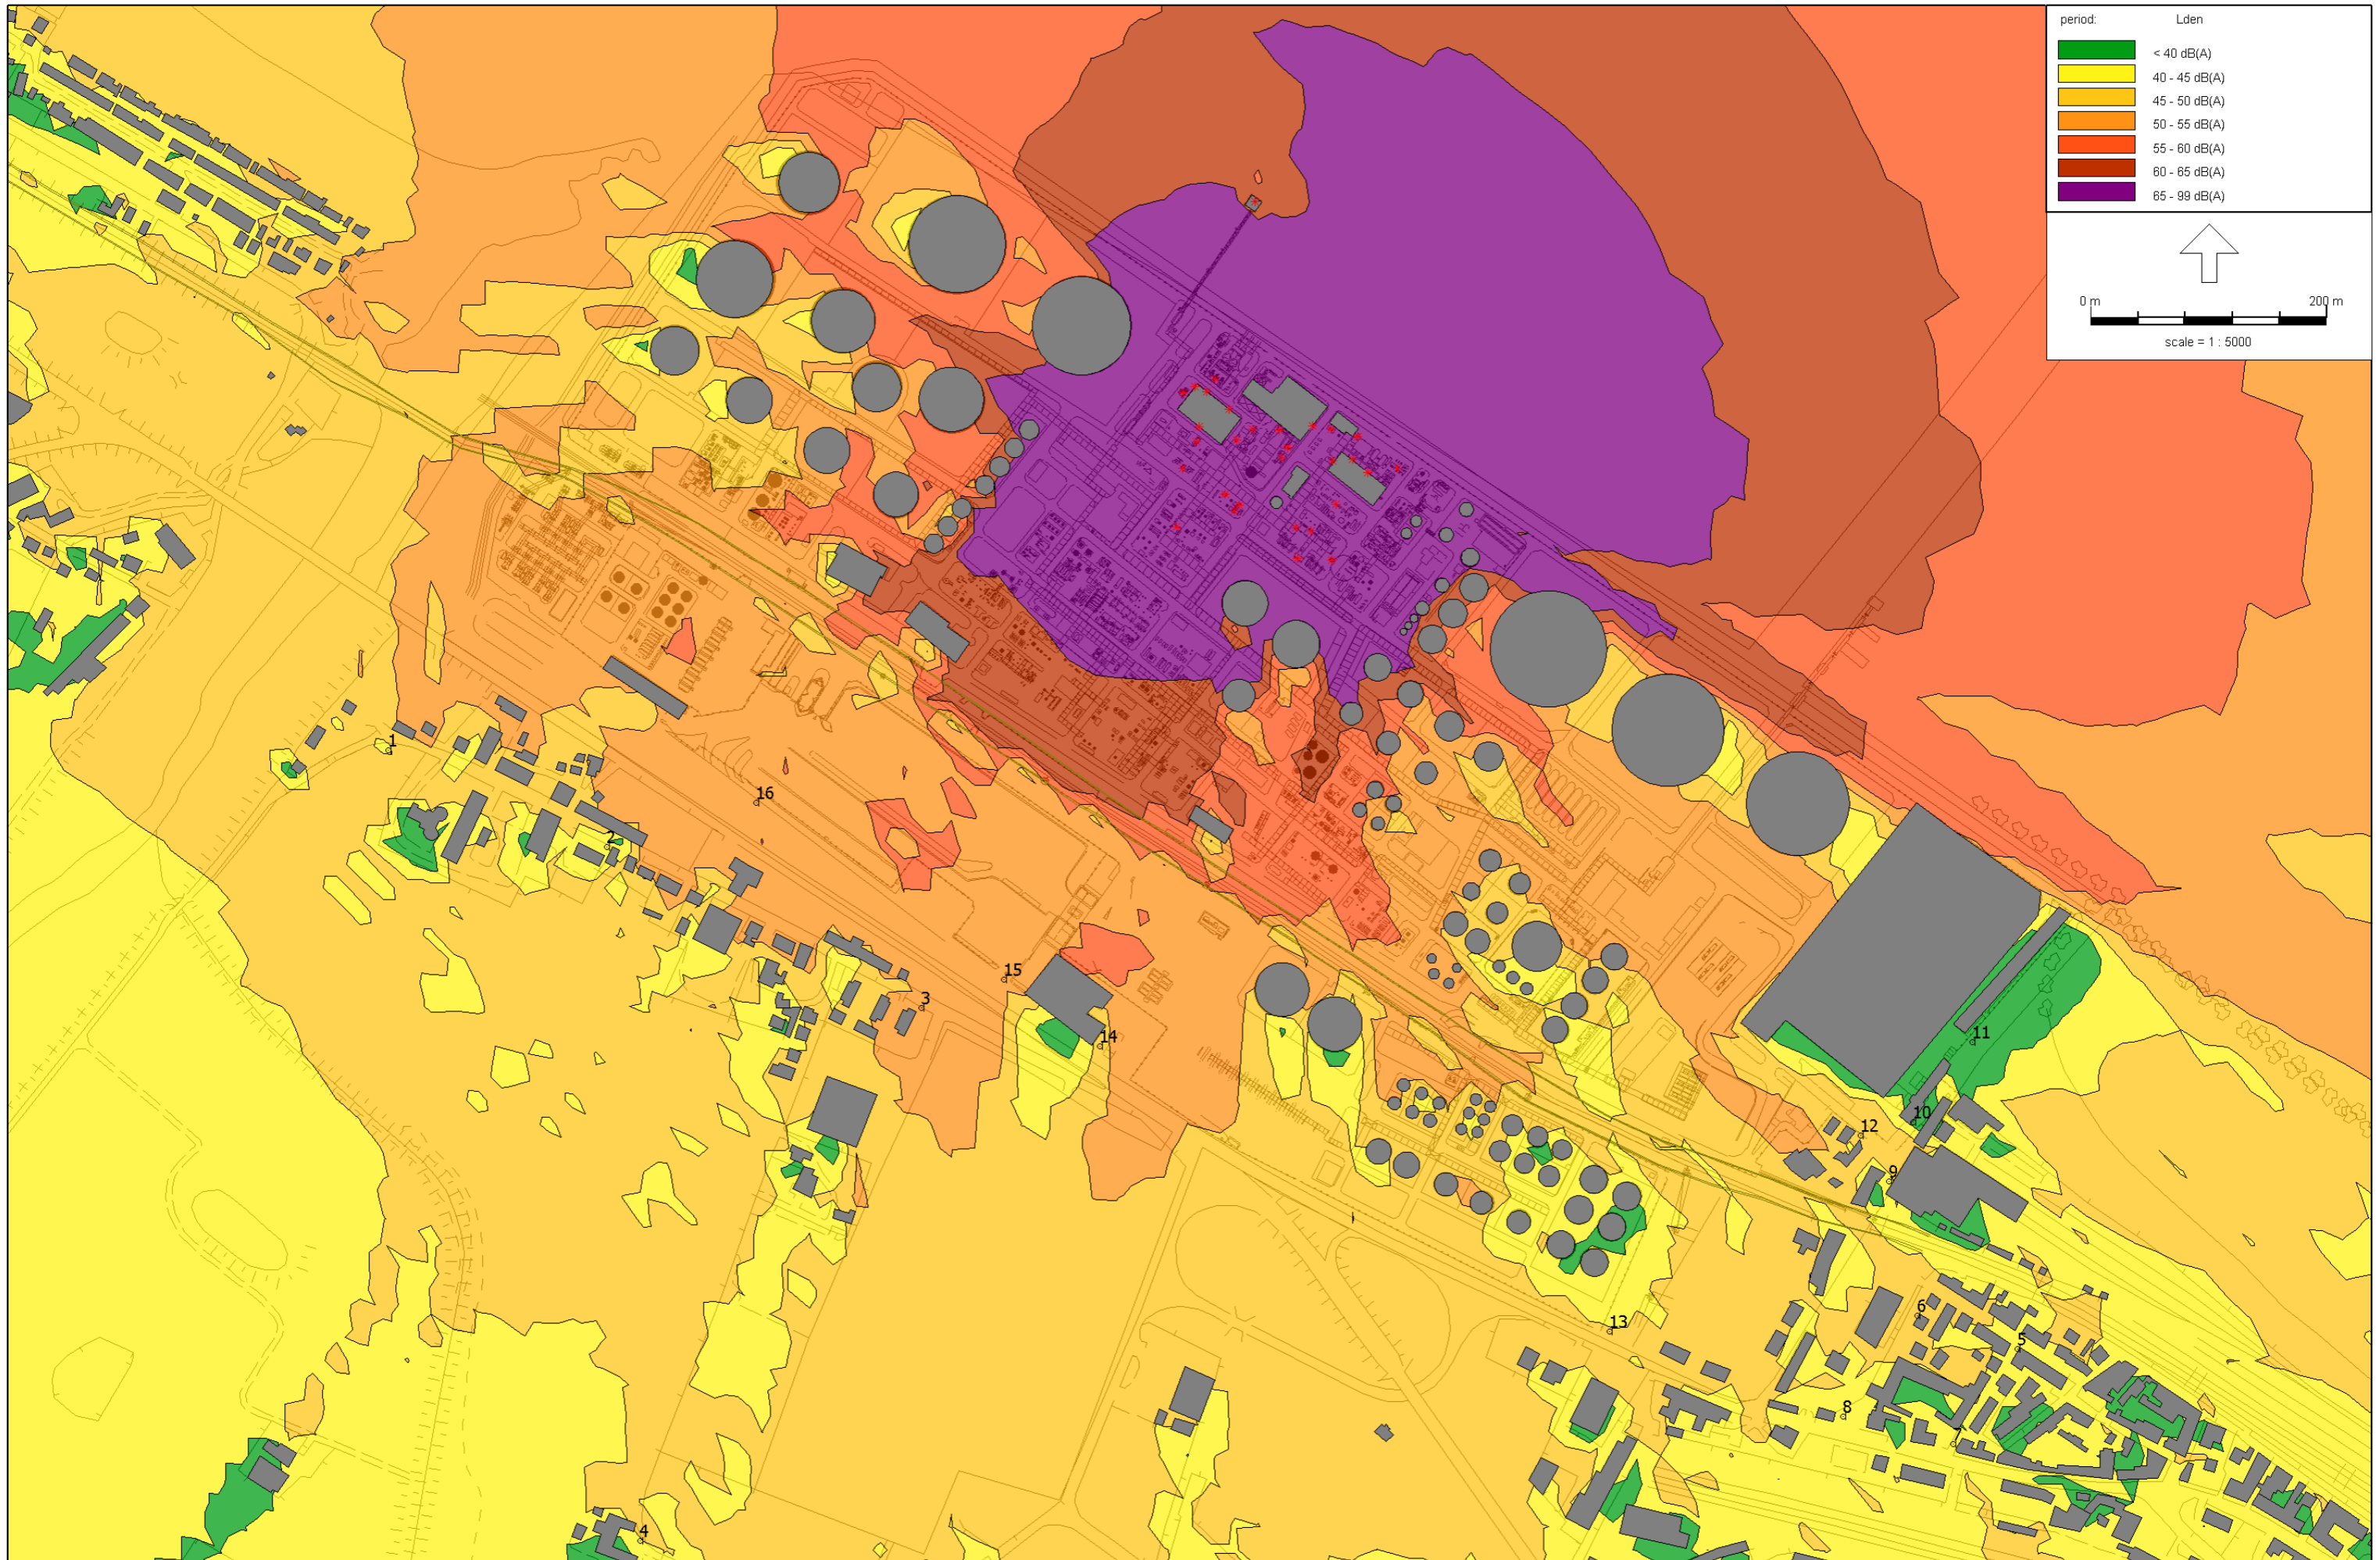 period: Lden
< 40 dB(A)
40 - 45 dB(A)
45 - 50 dB(A)
50 - 55 dB(A)
55 - 60 dB(A)
60 - 65 dB(A)
65 - 99 dB(A)
0 m 200 m
scale = 1 : 5000
1
16
2
15
3
14
11
10
12
9
6
13
5
8
7
4